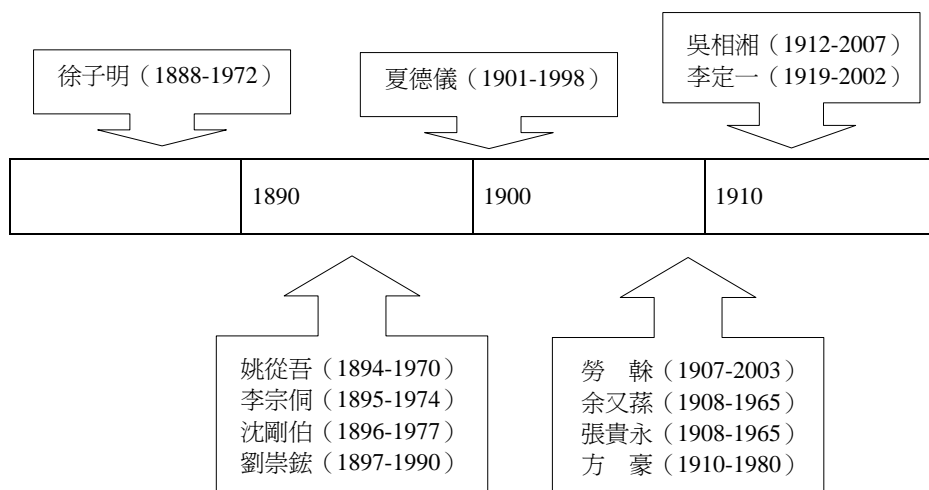 徐子明（1888-1972）
夏德儀（1901-1998）
吳相湘（1912-2007）
李定一（1919-2002）
1890
1900
1910
姚從吾（1894-1970）
李宗侗（1895-1974）
沈剛伯（1896-1977）
劉崇鋐（1897-1990）
勞　榦（1907-2003）
余又蓀（1908-1965）
張貴永（1908-1965）
方　豪（1910-1980）